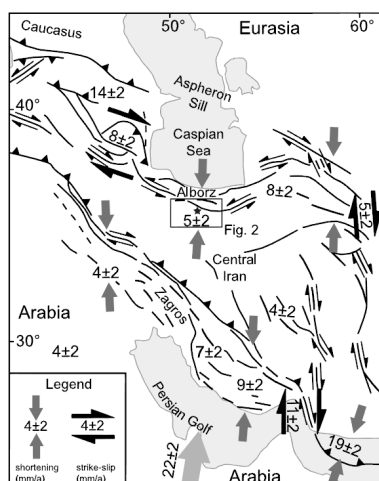 50°
60°
Caucasus
Eurasia
Aspheron
Sill
14±2
40°
8±2
Caspian
Sea
Alborz
8±2
5±2
5±2
Fig. 2
Central
Iran
4±2
Arabia
Zagros
4±2
30°
7±2
4±2
9±2
11±2
Persian Golf
19±2
22±2
Arabia
Legend
4±2
4±2
shortening
(mm/a)
strike-slip
(mm/a)